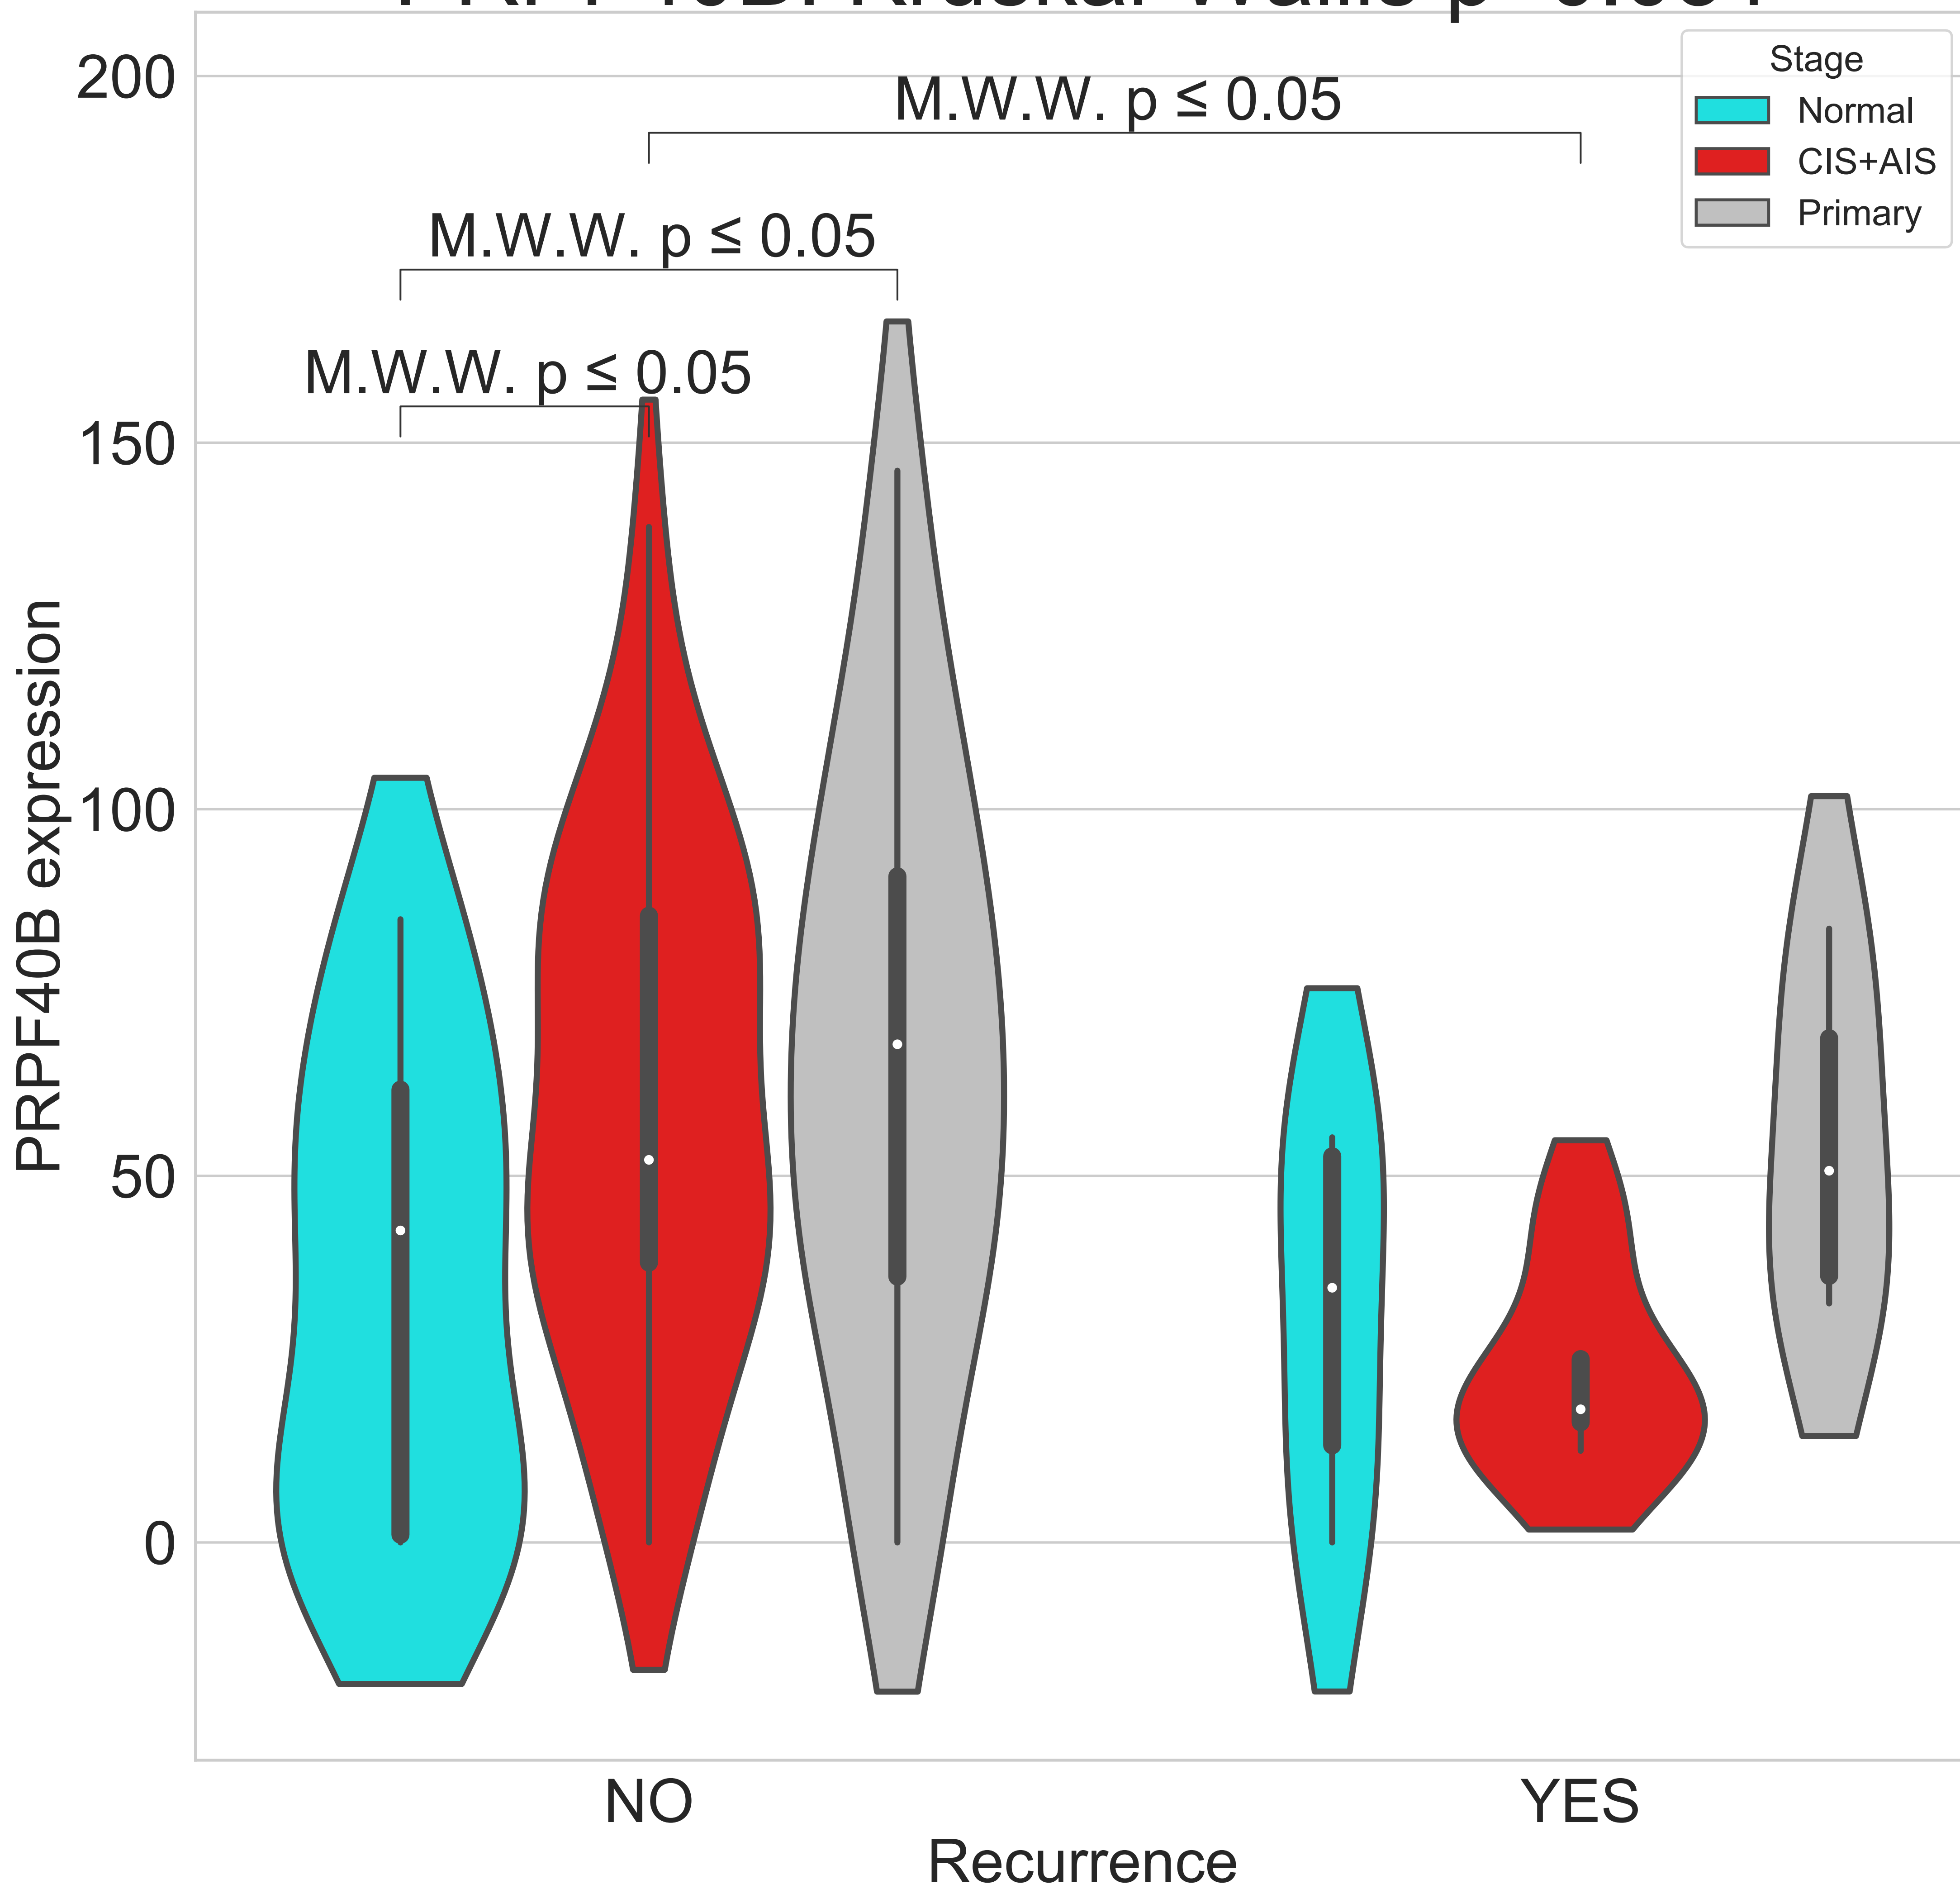 200
150
100
50
0
PRPF40B expression
M.W.W. p ≤ 0.05
M.W.W. p ≤ 0.05
M.W.W. p ≤ 0.05
Stage
Normal
CIS+AIS
Primary
NO
YES
Recurrence